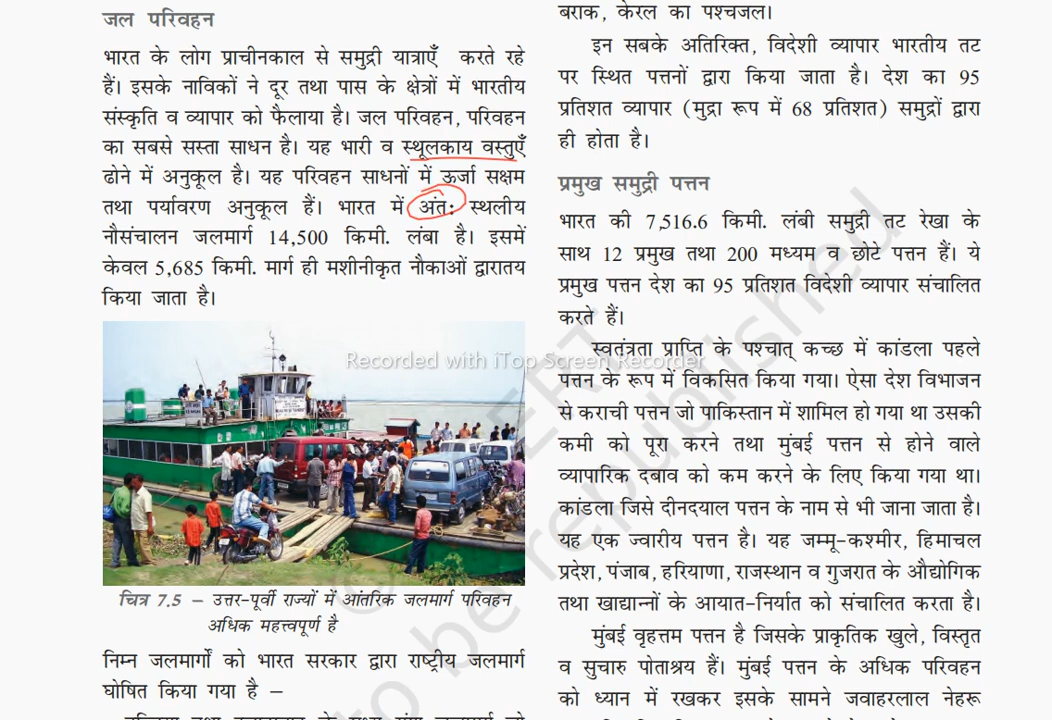 जल परिवहन
भारत के लोग प्राचीनकाल से समुद्री यात्राएँ करते रहे
हैं। इसके नाविकों ने दूर तथा पास के क्षेत्रों में भारतीय
संस्कृति व व्यापार को फैलाया है। जल परिवहन, परिवहन
का सबसे सस्ता साधन है। यह भारी व स्थूलकाय वस्तुएँ
ढोने में अनुकूल है। यह परिवहन साधनों में ऊर्जा सक्षम
तथा पर्यावरण अनुकूल हैं। भारत में अंतः स्थलीय
नौसंचालन जलमार्ग 14,500 किमी. लंबा है। इसमें
केवल 5,685 किमी. मार्ग ही मशीनीकृत नौकाओं द्वारातय
किया जाता है।
चित्र 7.5 – उत्तर-पूर्वी राज्यों में आंतरिक जलमार्ग परिवहन
अधिक महत्त्वपूर्ण है
निम्न जलमार्गों को भारत सरकार द्वारा राष्ट्रीय जलमार्ग
घोषित किया गया है –
बराक, केरल का पश्चजल।
इन सबके अतिरिक्त, विदेशी व्यापार भारतीय तट
पर स्थित पत्तनों द्वारा किया जाता है। देश का 95
प्रतिशत व्यापार (मुद्रा रूप में 68 प्रतिशत) समुद्रों द्वारा
ही होता है।
प्रमुख समुद्री पत्तन
भारत की 7,516.6 किमी. लंबी समुद्री तट रेखा के
साथ 12 प्रमुख तथा 200 मध्यम व छोटे पत्तन हैं। ये
प्रमुख पत्तन देश का 95 प्रतिशत विदेशी व्यापार संचालित
करते हैं।
स्वतंत्रता प्राप्ति के पश्चात् कच्छ में कांडला पहले
पत्तन के रूप में विकसित किया गया। ऐसा देश विभाजन
से कराची पत्तन जो पाकिस्तान में शामिल हो गया था उसकी
कमी को पूरा करने तथा मुंबई पत्तन से होने वाले
व्यापारिक दबाव को कम करने के लिए किया गया था।
कांडला जिसे दीनदयाल पत्तन के नाम से भी जाना जाता है।
यह एक ज्वारीय पत्तन है। यह जम्मू-कश्मीर, हिमाचल
प्रदेश, पंजाब, हरियाणा, राजस्थान व गुजरात के औद्योगिक
तथा खाद्यान्नों के आयात-निर्यात को संचालित करता है।
मुंबई वृहत्तम पत्तन है जिसके प्राकृतिक खुले, विस्तृत
व सुचारु पोताश्रय हैं। मुंबई पत्तन के अधिक परिवहन
को ध्यान में रखकर इसके सामने जवाहरलाल नेहरू
Recorded with iTop Screen Recorder
to be republished